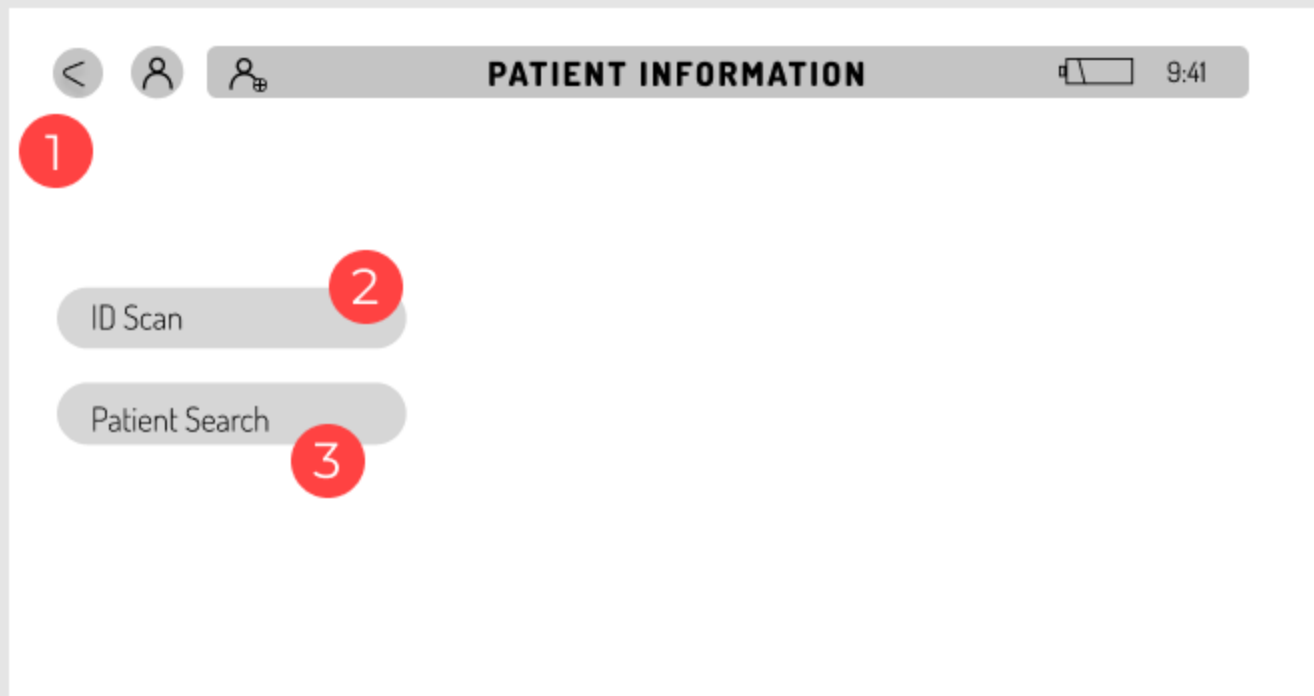 PATIENT INFORMATION 9:41
1
2
ID Scan
Patient Search
3